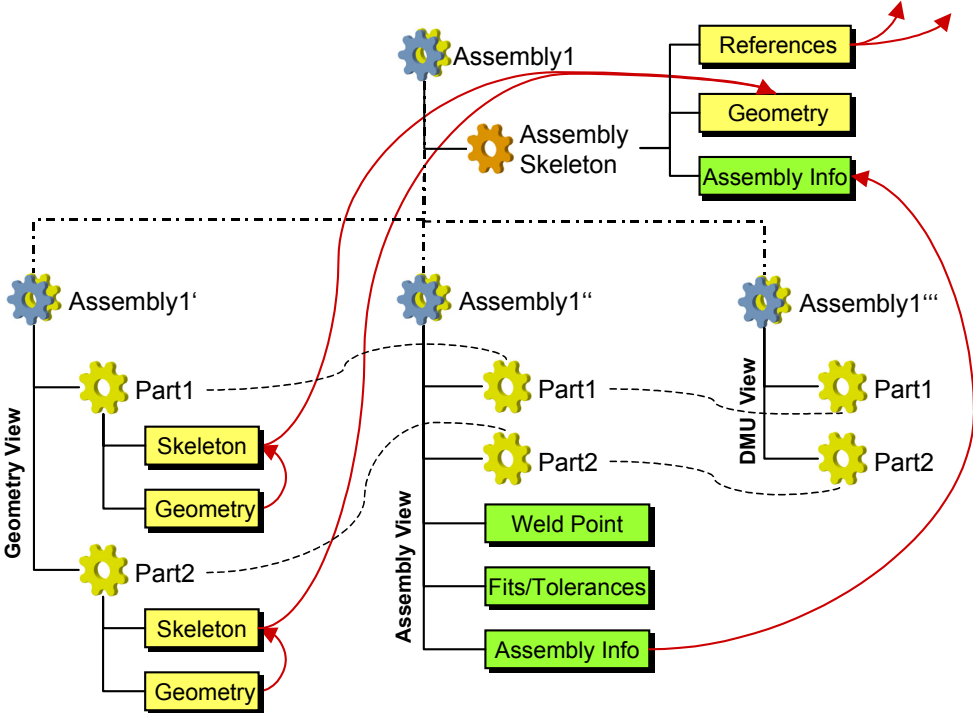 Assembly1
References
Geometry
Assembly
Skeleton
Assembly Info
Assembly1‘
Assembly1“
Assembly1“‘
Geometry View
Part1
Skeleton
Geometry
Part2
Skeleton
Geometry
Assembly View
Part1
Part2
Weld Point
Fits/Tolerances
Assembly Info
DMU View
Part1
Part2